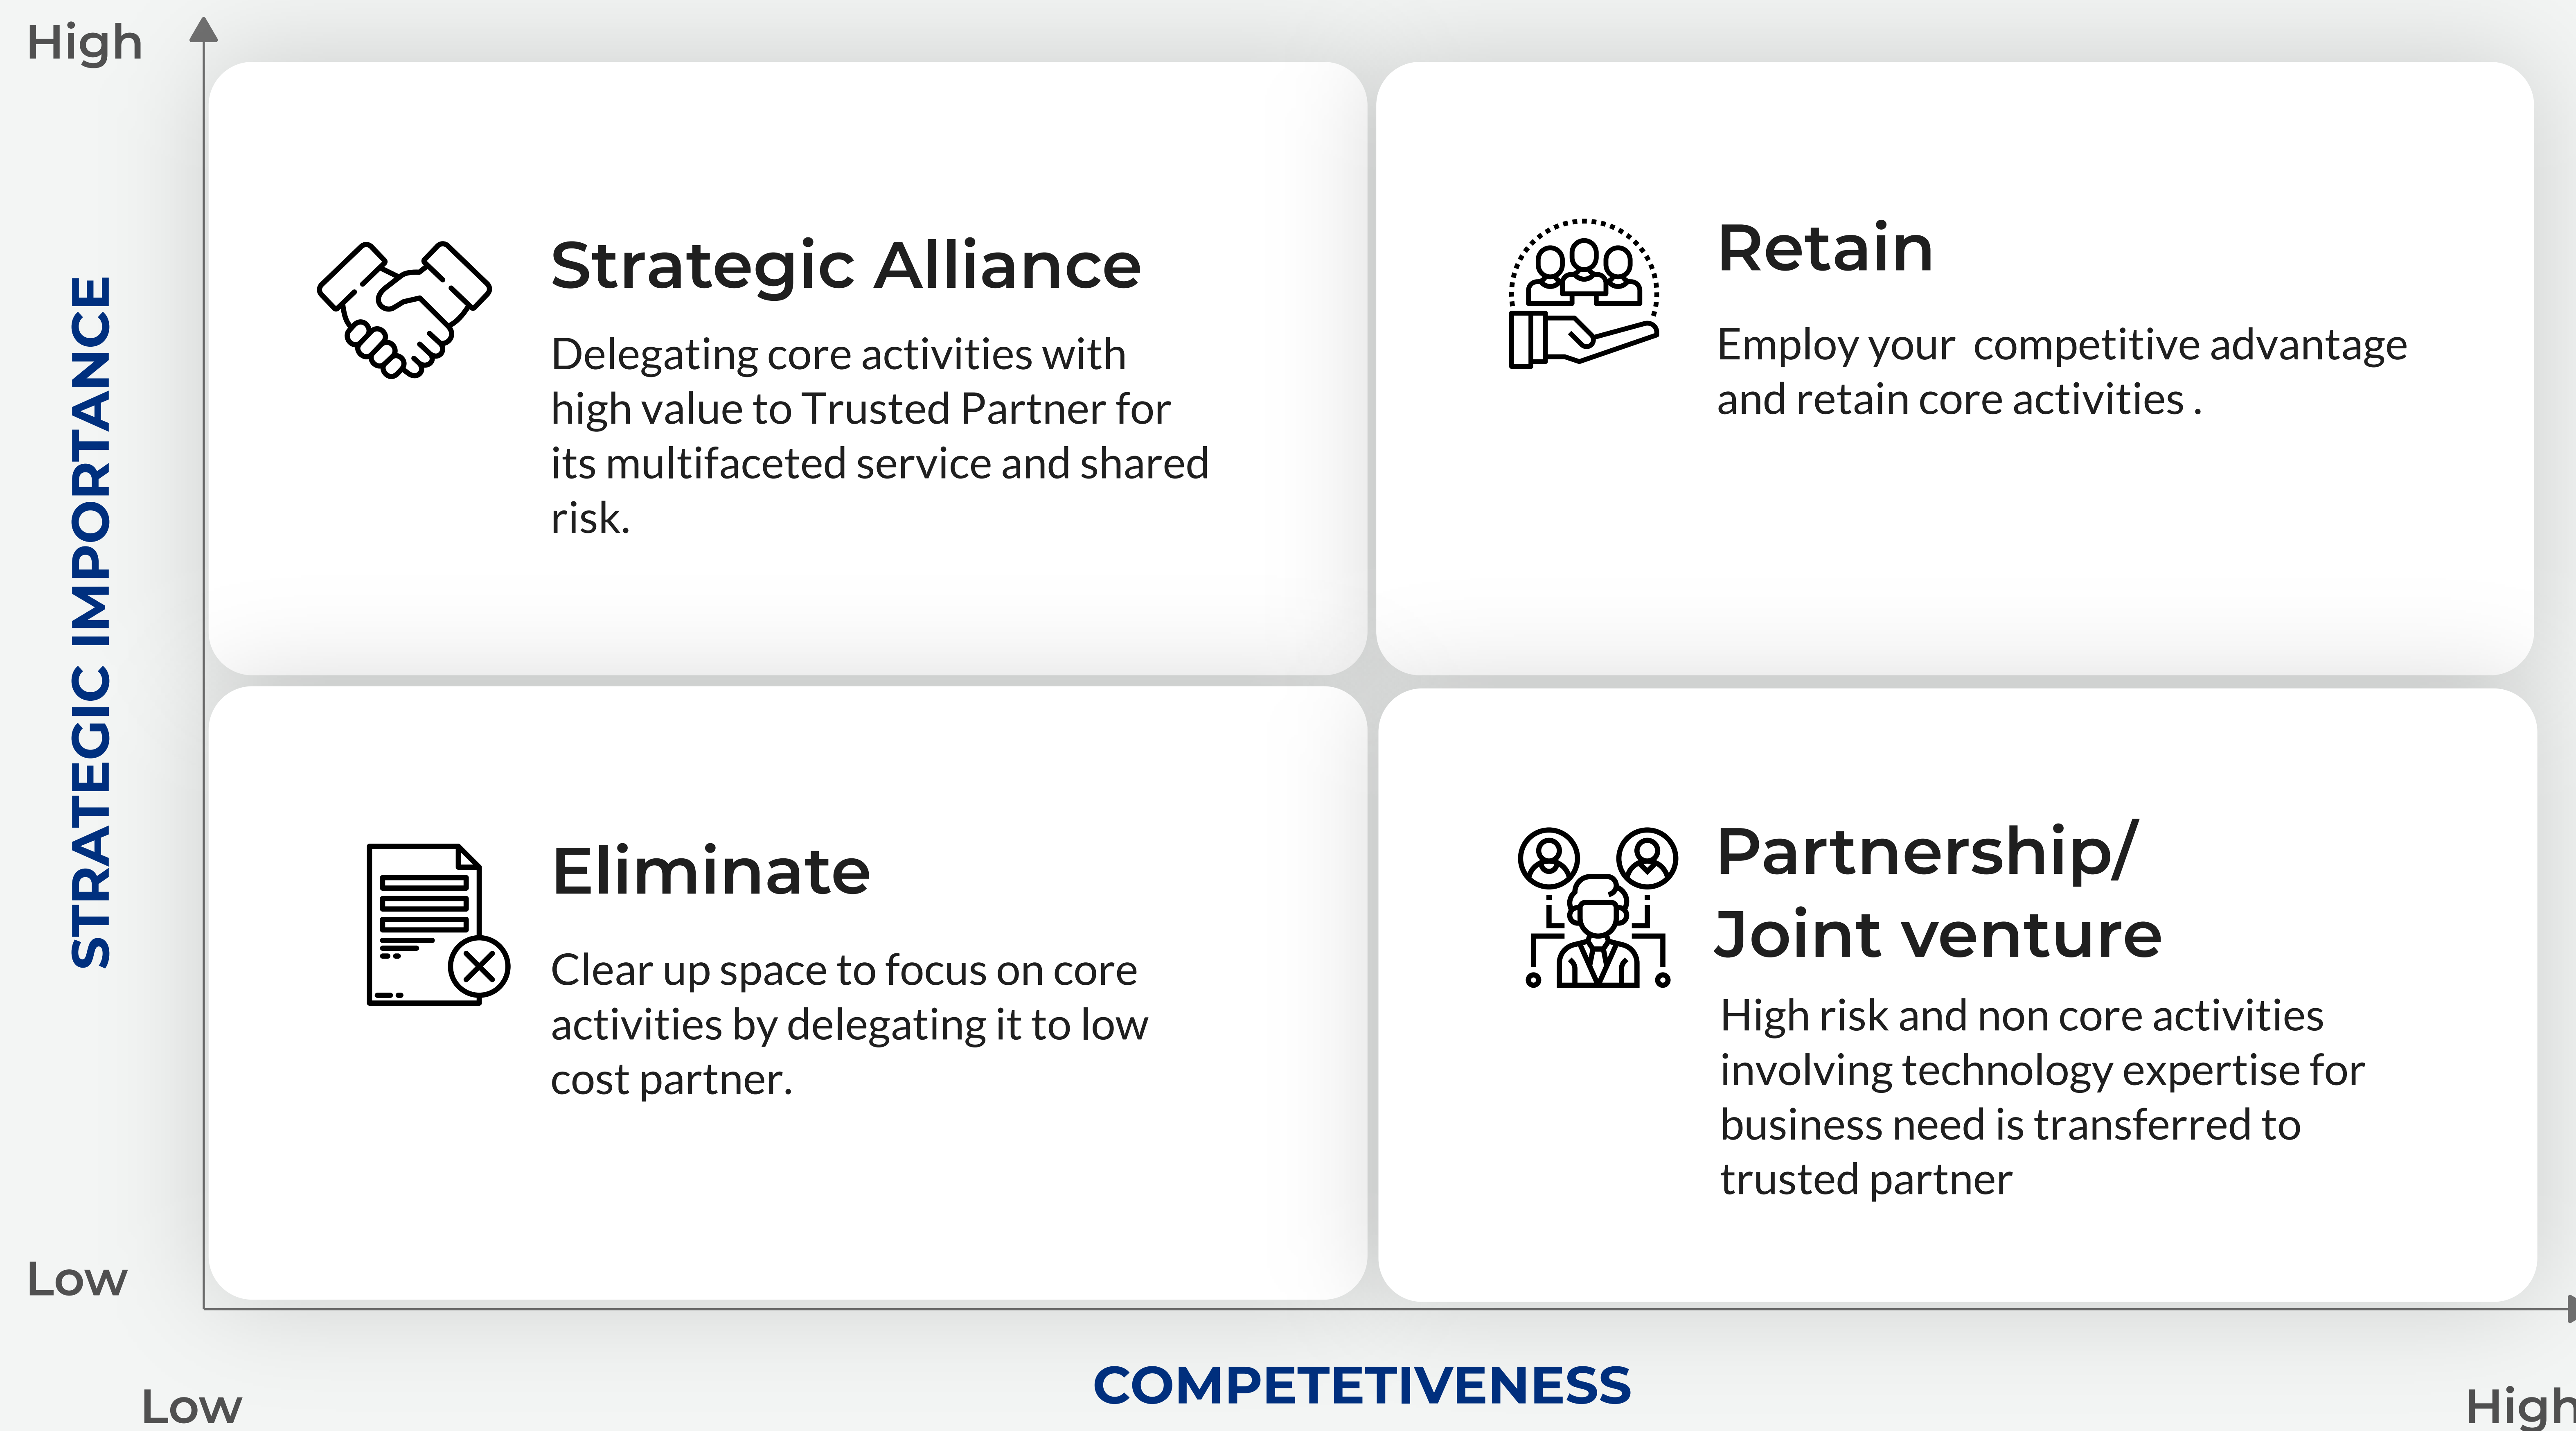 High
STRATEGIC IMPORTANCE
Strategic Alliance
Delegating core activities with
high value to Trusted Partner for
its multifaceted service and shared
risk.
Retain
Employ your  competitive advantage
and retain core activities .
Eliminate
Clear up space to focus on core
activities by delegating it to low
cost partner.
Partnership/
Joint venture
High risk and non core activities
involving technology expertise for
business need is transferred to
trusted partner
Low
COMPETETIVENESS
Low
High